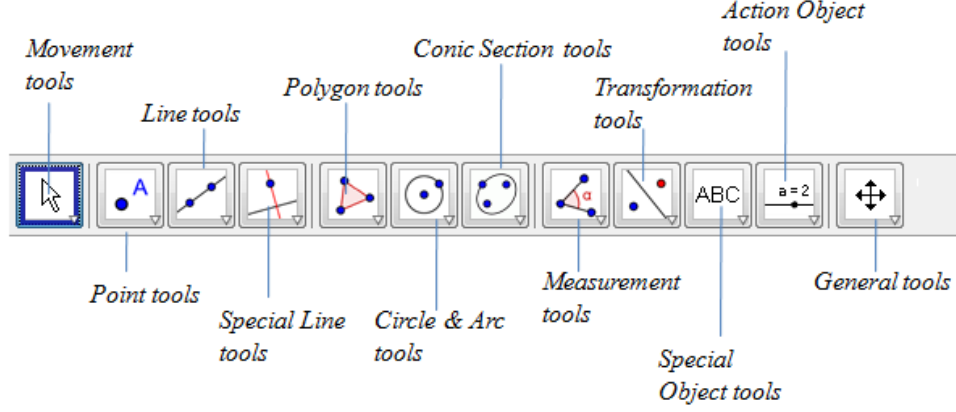 Action Object
tools
Movement
tools
Conic Section tools
Polygon tools
Transformation
tools
Line tools
A
α
ABC
a = 2
Point tools
Special Line
tools
Circle & Arc
tools
Measurement
tools
General tools
Special
Object tools